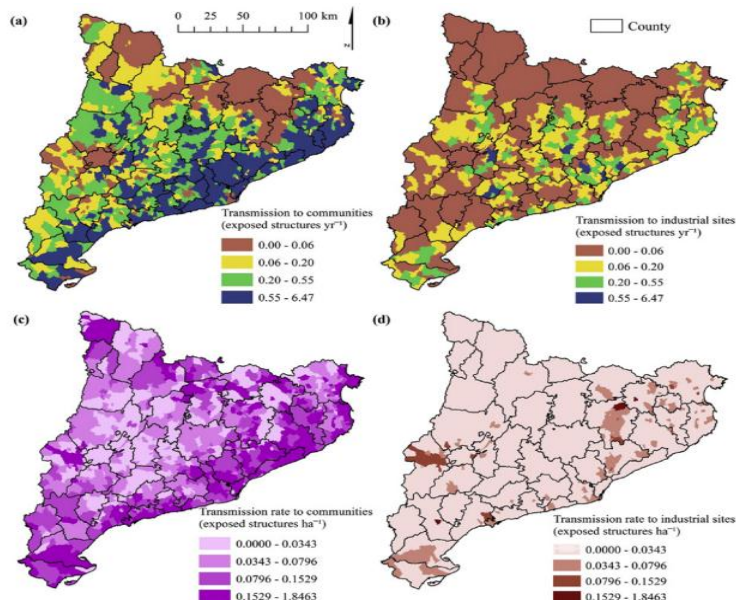 (a)
0 25 50 100 km
z
(b)
County
Transmission to communities
(exposed structures yr⁻¹)
0.00 - 0.06
0.06 - 0.20
0.20 - 0.55
0.55 - 6.47
Transmission to industrial sites
(exposed structures yr⁻¹)
0.00 - 0.06
0.06 - 0.20
0.20 - 0.55
0.55 - 6.47
(c)
(d)
Transmission rate to communities
(exposed structures ha⁻¹)
0.0000 - 0.0343
0.0343 - 0.0796
0.0796 - 0.1529
0.1529 - 1.8463
Transmission rate to industrial sites
(exposed structures ha⁻¹)
0.0000 - 0.0343
0.0343 - 0.0796
0.0796 - 0.1529
0.1529 - 1.8463